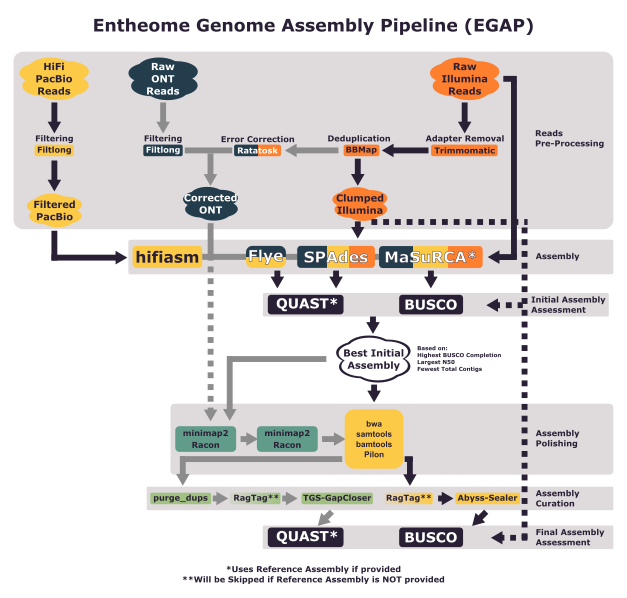 Entheome Genome Assembly Pipeline (EGAP)
HiFi
PacBio
Reads
Raw
ONT
Reads
Raw
Illumina
Reads
Reads
Pre-Processing
Filtering
Filtlong
Filtering
Filtlong
Error Correction
Ratatosk
Deduplication
BBMap
Adapter Removal
Trimmomatic
Filtered
PacBio
Corrected
ONT
Clumped
Illumina
hifiasm
Flye
SPAdes
MaSuRCA*
Assembly
QUAST*
BUSCO
Initial Assembly
Assessment
Best Initial
Assembly
Based on:
Highest BUSCO Completion
Largest N50
Fewest Total Contigs
minimap2
Racon
minimap2
Racon
bwa
samtools
bamtools
Pilon
Assembly
Polishing
purge_dups
RagTag**
TGS-GapCloser
RagTag**
Abyss-Sealer
Assembly
Curation
QUAST*
BUSCO
Final Assembly
Assessment
*Uses Reference Assembly if provided
**Will be Skipped if Reference Assembly is NOT provided